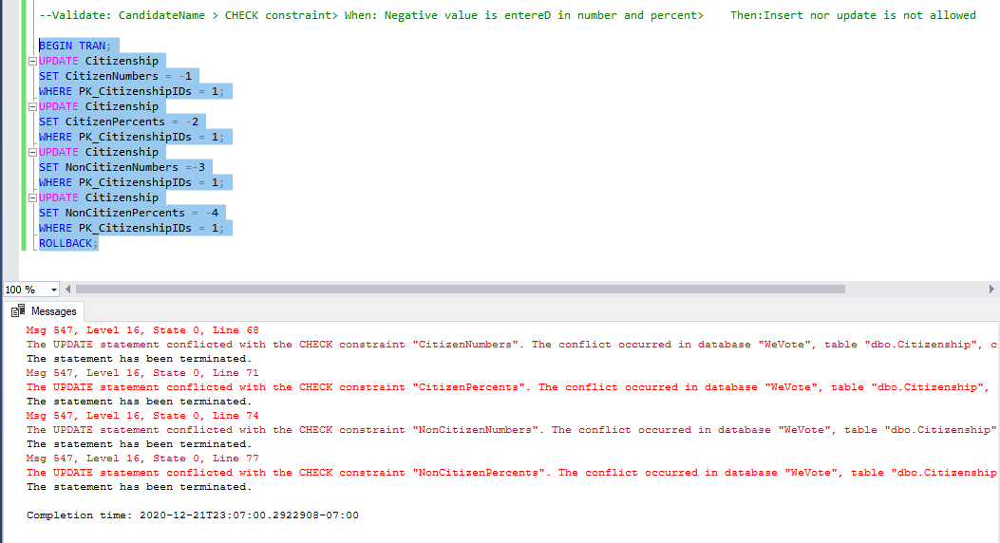 --Validate: CandidateName > CHECK constraint> When: Negative value is entereD in number and percent>    Then:Insert nor update is not allowed
BEGIN TRAN;
UPDATE Citizenship
SET CitizenNumbers = -1
WHERE PK_CitizenshipIDs = 1;
UPDATE Citizenship
SET CitizenPercents = -2
WHERE PK_CitizenshipIDs = 1;
UPDATE Citizenship
SET NonCitizenNumbers =-3
WHERE PK_CitizenshipIDs = 1;
UPDATE Citizenship
SET NonCitizenPercents = -4
WHERE PK_CitizenshipIDs = 1;
ROLLBACK;
100 %
Messages
Msg 547, Level 16, State 0, Line 68
The UPDATE statement conflicted with the CHECK constraint "CitizenNumbers". The conflict occurred in database "WeVote", table "dbo.Citizenship", c
The statement has been terminated.
Msg 547, Level 16, State 0, Line 71
The UPDATE statement conflicted with the CHECK constraint "CitizenPercents". The conflict occurred in database "WeVote", table "dbo.Citizenship",
The statement has been terminated.
Msg 547, Level 16, State 0, Line 74
The UPDATE statement conflicted with the CHECK constraint "NonCitizenNumbers". The conflict occurred in database "WeVote", table "dbo.Citizenship"
The statement has been terminated.
Msg 547, Level 16, State 0, Line 77
The UPDATE statement conflicted with the CHECK constraint "NonCitizenPercents". The conflict occurred in database "WeVote", table "dbo.Citizenship
The statement has been terminated.
Completion time: 2020-12-21T23:07:00.2922908-07:00